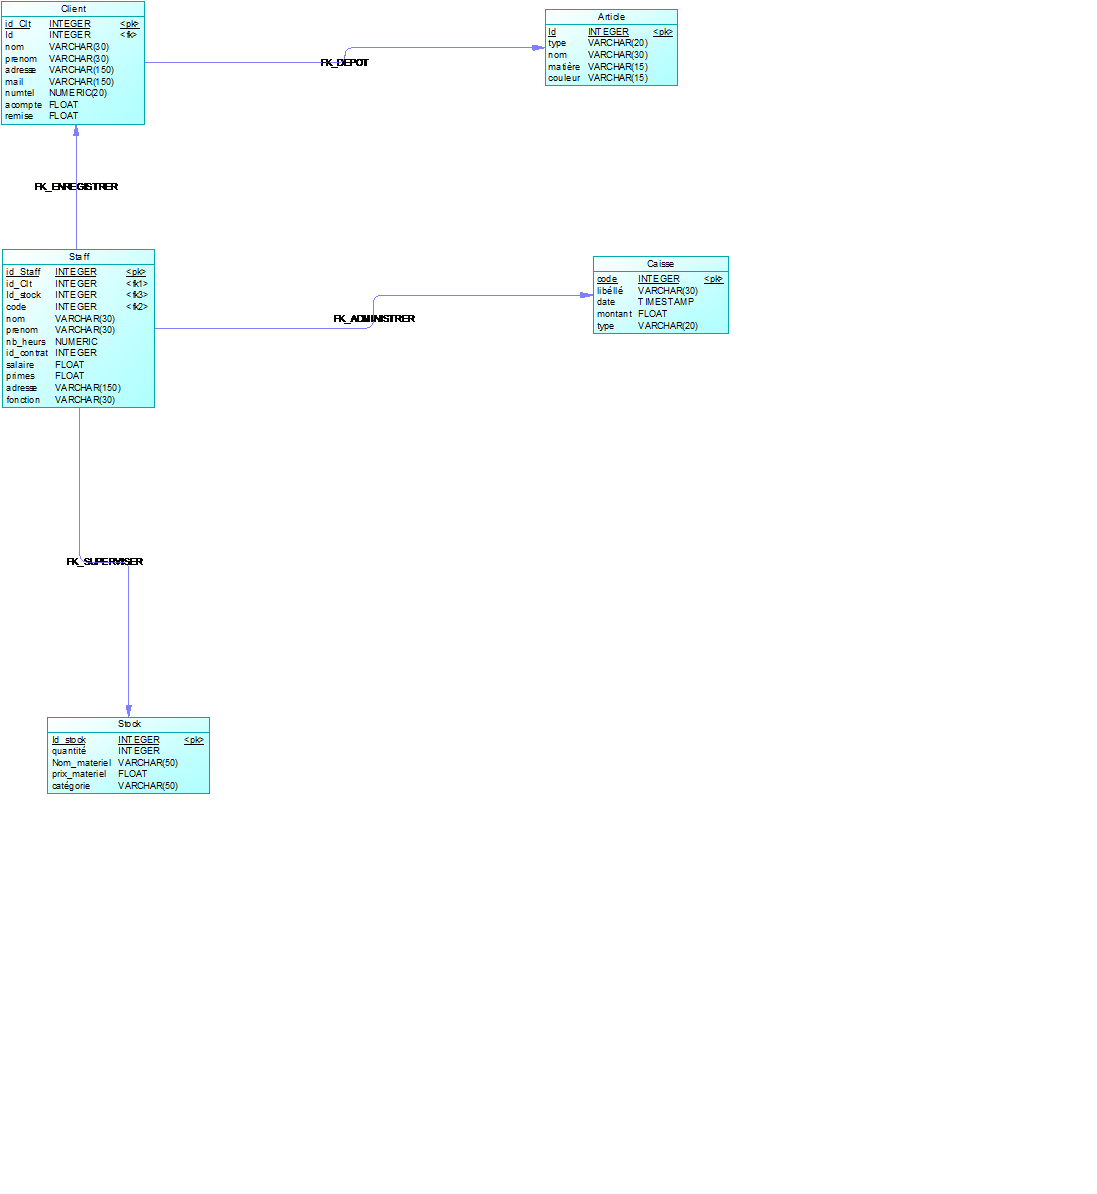 Client
id_Clt INTEGER <pk>
Id INTEGER <fk>
nom VARCHAR(30)
prenom VARCHAR(30)
adresse VARCHAR(150)
mail VARCHAR(150)
numtel NUMERIC(20)
acompte FLOAT
remise FLOAT
Article
Id INTEGER <pk>
type VARCHAR(20)
nom VARCHAR(30)
matière VARCHAR(15)
couleur VARCHAR(15)
FK_DEPOT
FK_ENREGISTRER
Staff
id_Staff INTEGER <pk>
id_Clt INTEGER <fk1>
Id_stock INTEGER <fk3>
code INTEGER <fk2>
nom VARCHAR(30)
prenom VARCHAR(30)
nb_heurs NUMERIC
id_contrat INTEGER
salaire FLOAT
primes FLOAT
adresse VARCHAR(150)
fonction VARCHAR(30)
Caisse
code INTEGER <pk>
libéllé VARCHAR(30)
date TIMESTAMP
montant FLOAT
type VARCHAR(20)
FK_ADMINISTRER
FK_SUPERVISER
Stock
Id_stock INTEGER <pk>
quantité INTEGER
Nom_materiel VARCHAR(50)
prix_materiel FLOAT
catégorie VARCHAR(50)